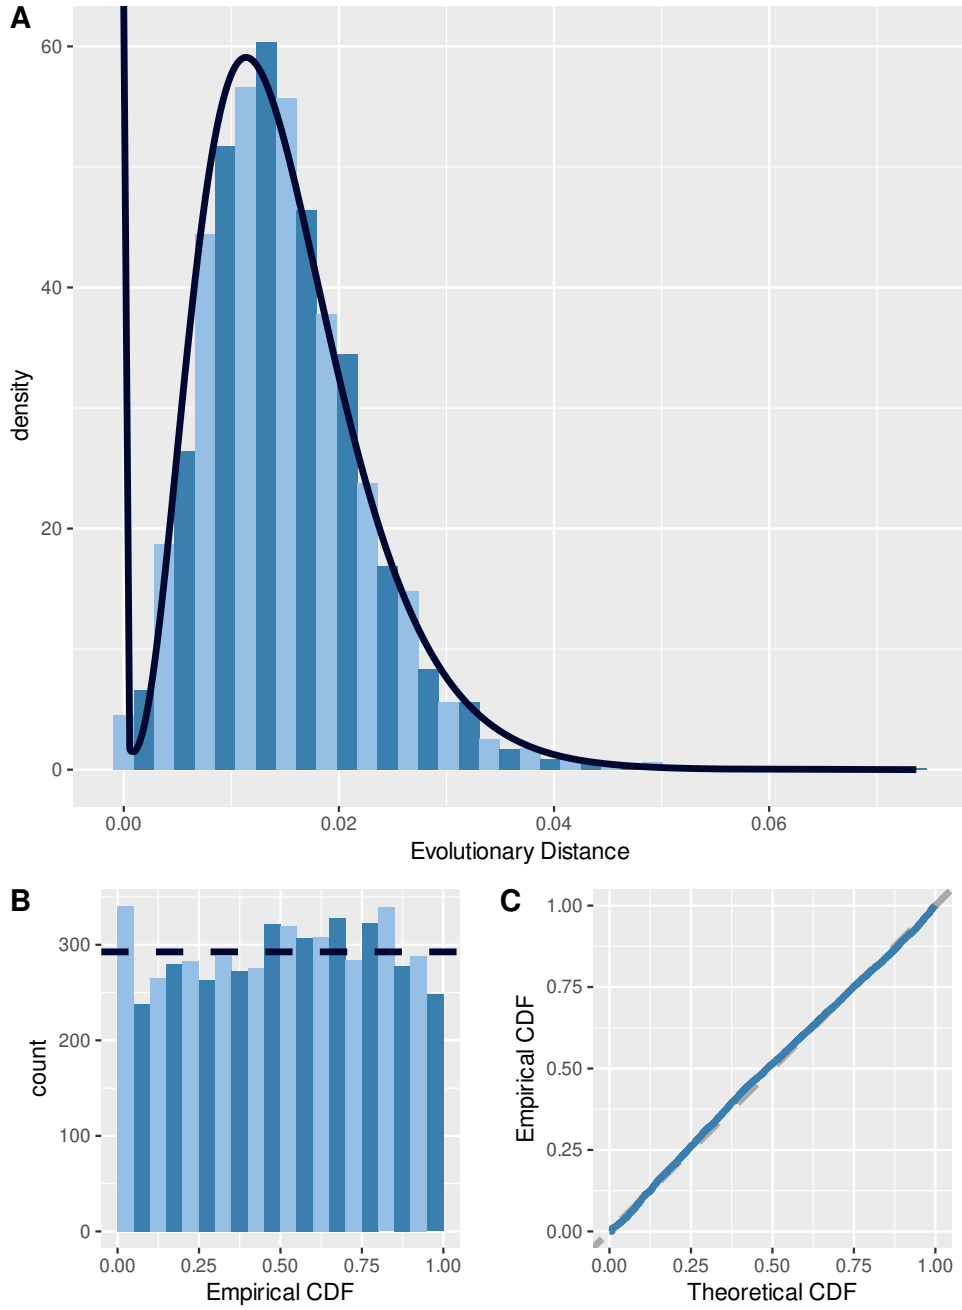 A
60
40
20
0
density
0.00 0.02 0.04 0.06
Evolutionary Distance
B
300
200
100
0
count
0.00 0.25 0.50 0.75 1.00
Empirical CDF
C
1.00
0.75
0.50
0.25
0.00
Empirical CDF
0.00 0.25 0.50 0.75 1.00
Theoretical CDF